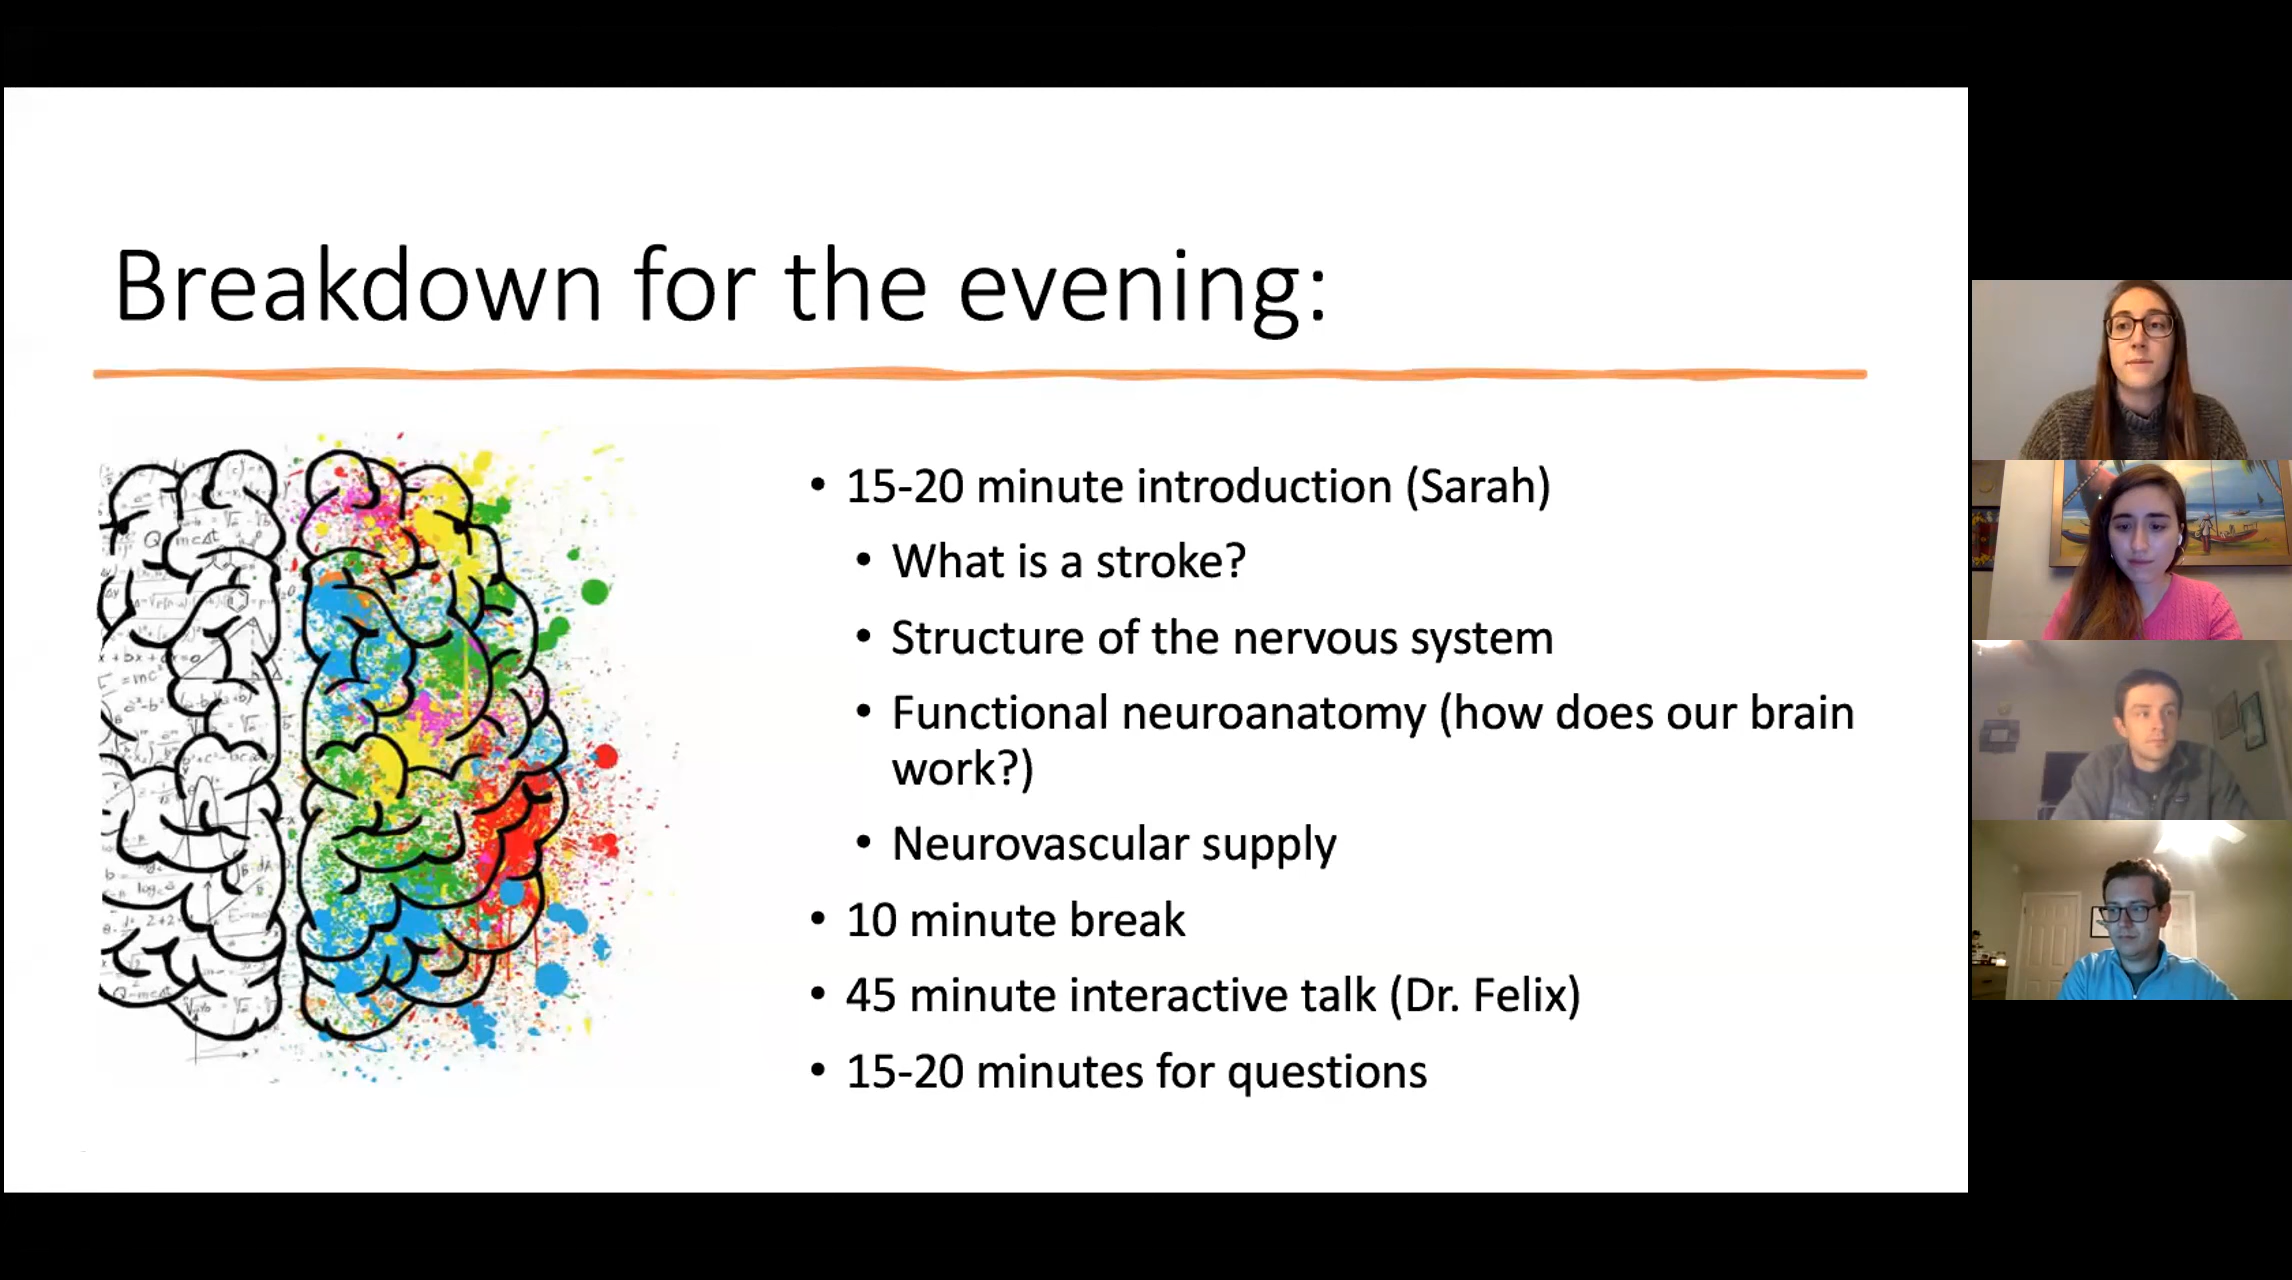 Breakdown for the evening:
• 15-20 minute introduction (Sarah)
• What is a stroke?
• Structure of the nervous system
• Functional neuroanatomy (how does our brain
work?)
• Neurovascular supply
• 10 minute break
• 45 minute interactive talk (Dr. Felix)
• 15-20 minutes for questions